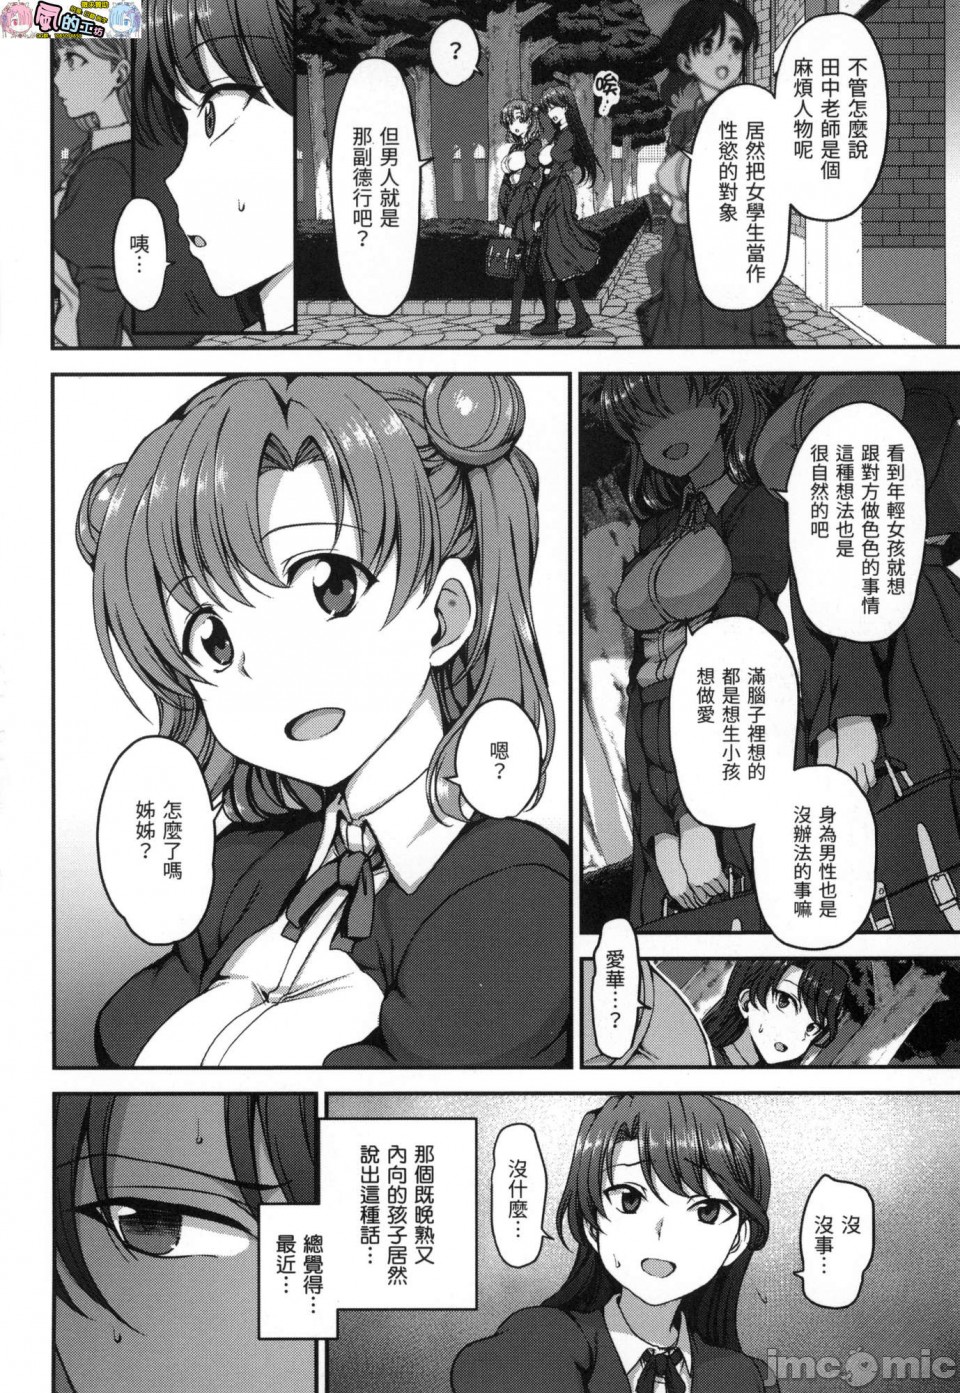 不管怎麼說
田中老師是個
麻煩人物呢
居然把女學生當作
性慾的對象
唉…
？
但男人就是
那副德行吧？
咦…
看到年輕女孩就想
跟對方做色色的事情
這種想法也是
很自然的吧
滿腦子裡想的
都是想生小孩
想做愛
身為男性也是
沒辦法的事嘛
愛華…？
嗯？
怎麼了嗎
姊姊？
沒
沒事…
沒什麼…
那個既晚熟又
內向的孩子居然
說出這種話…
總覺得…
最近…
風的工坊
jmcomic